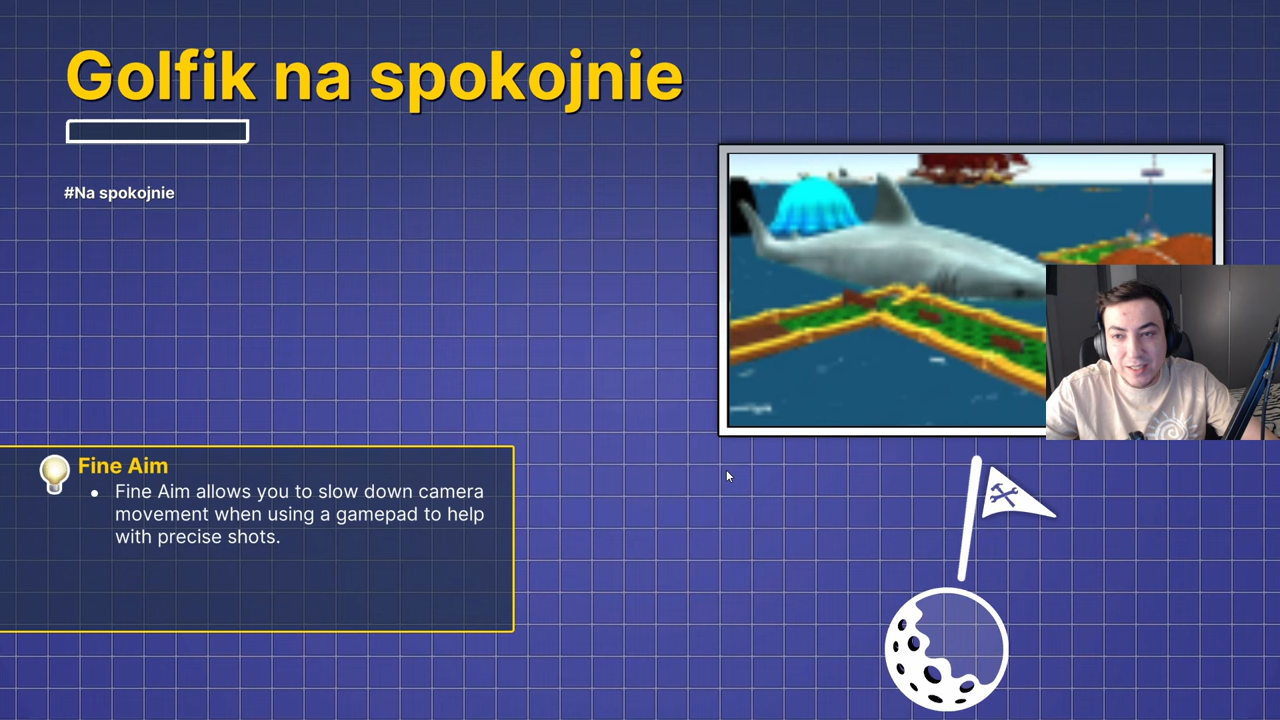 Golfik na spokojnie
#Na spokojnie
Fine Aim
Fine Aim allows you to slow down camera
movement when using a gamepad to help
with precise shots.